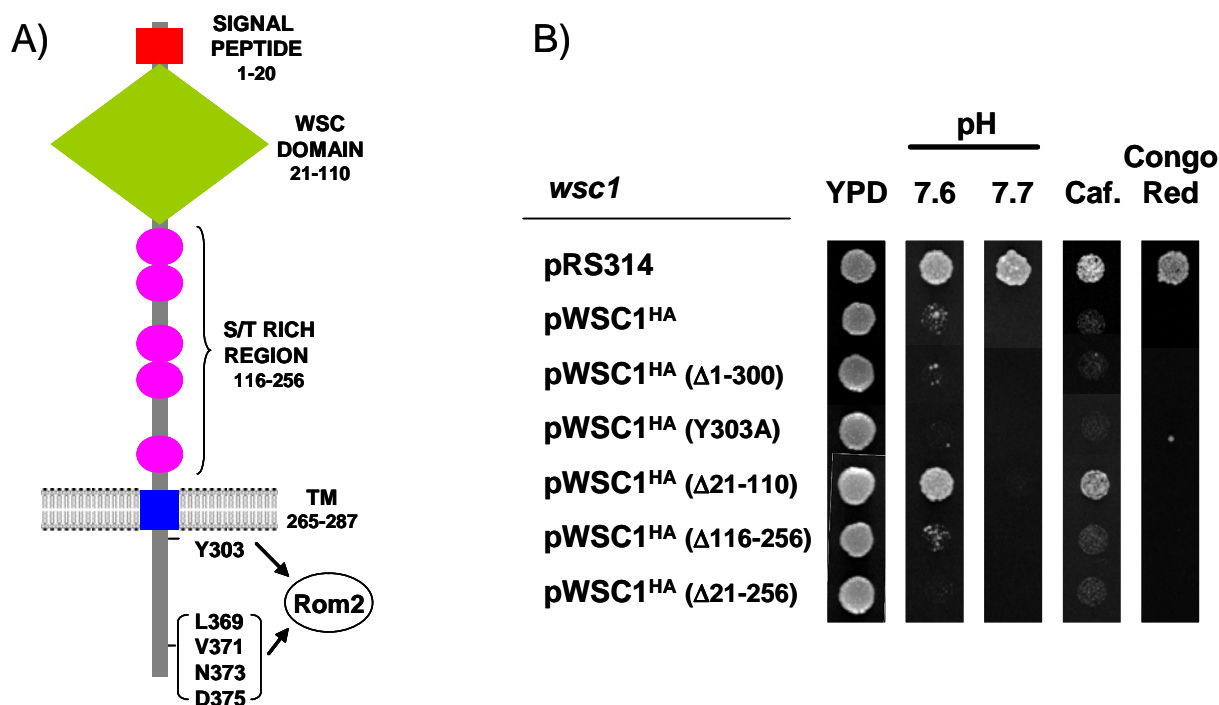 A)
SIGNAL
PEPTIDE
1-20
WSC
DOMAIN
21-110
S/T RICH
REGION
116-256
TM
265-287
Y303
Rom2
L369
V371
N373
D375
B)
pH
wsc1 YPD 7.6 7.7 Caf. Congo Red
pRS314
pWSC1HA
pWSC1HA (Δ1-300)
pWSC1HA (Y303A)
pWSC1HA (Δ21-110)
pWSC1HA (Δ116-256)
pWSC1HA (Δ21-256)